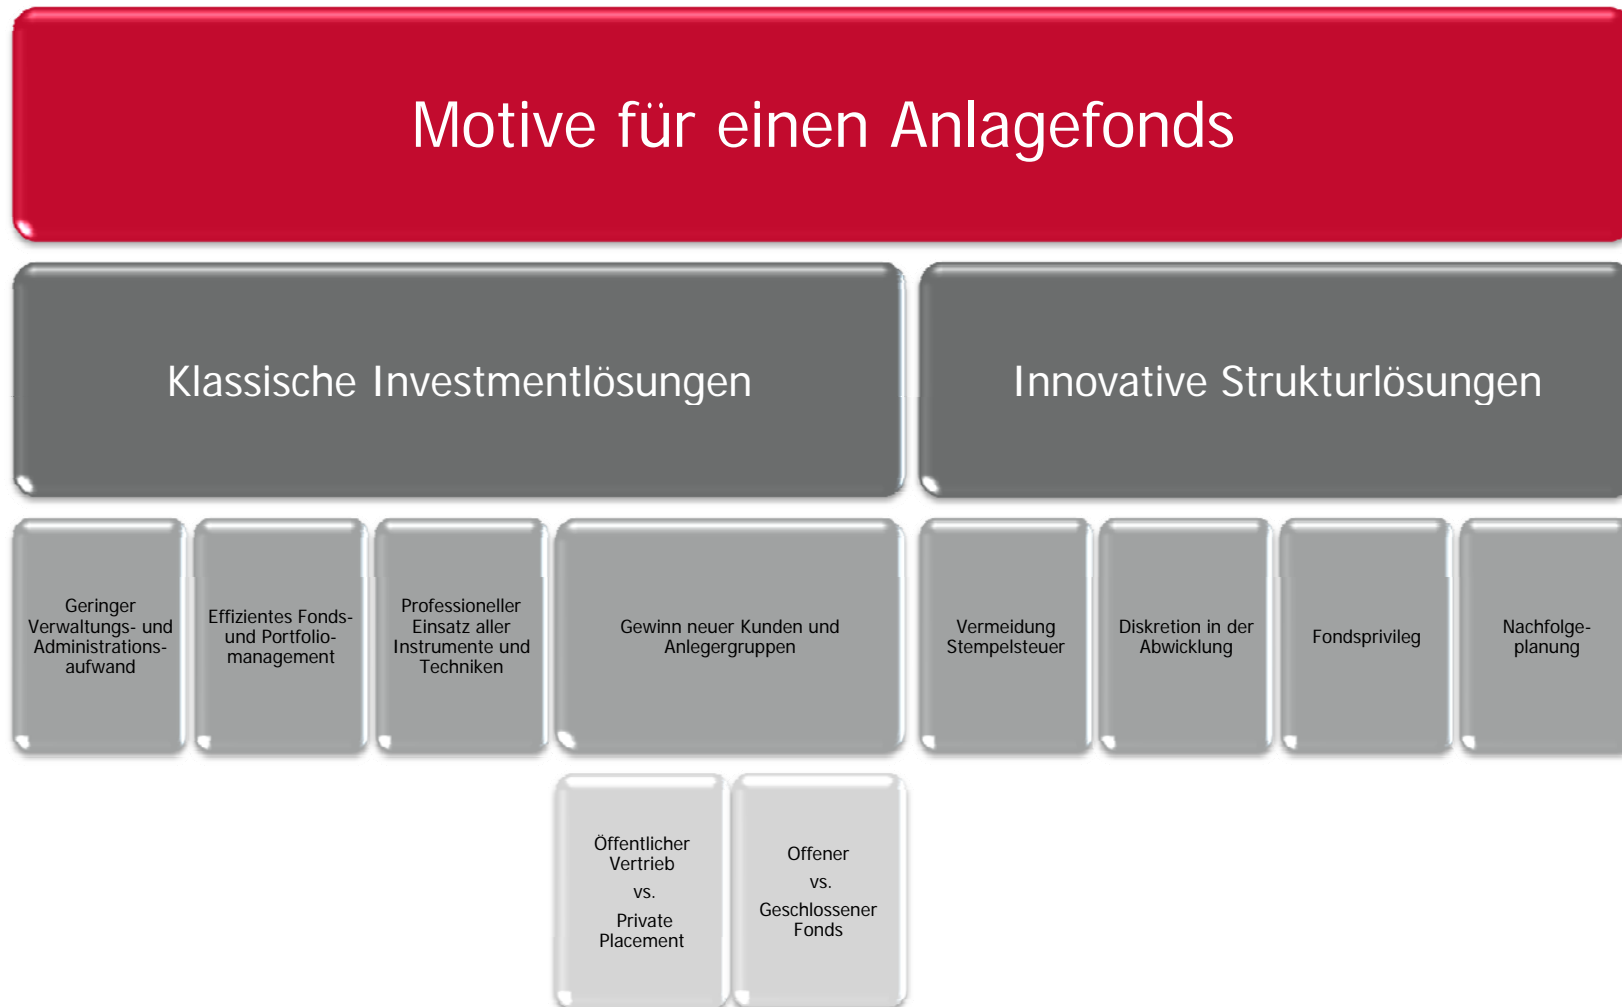 Motive für einen Anlagefonds
Klassische Investmentlösungen
Innovative Strukturlösungen
Geringer
Verwaltungs- und
Administrations-
aufwand
Effizientes Fonds-
und Portfolio-
management
Professioneller
Einsatz aller
Instrumente und
Techniken
Gewinn neuer Kunden und
Anlegergruppen
Vermeidung
Stempelsteuer
Diskretion in der
Abwicklung
Fondsprivileg
Nachfolge-
planung
Öffentlicher
Vertrieb
vs.
Private
Placement
Offener
vs.
Geschlossener
Fonds